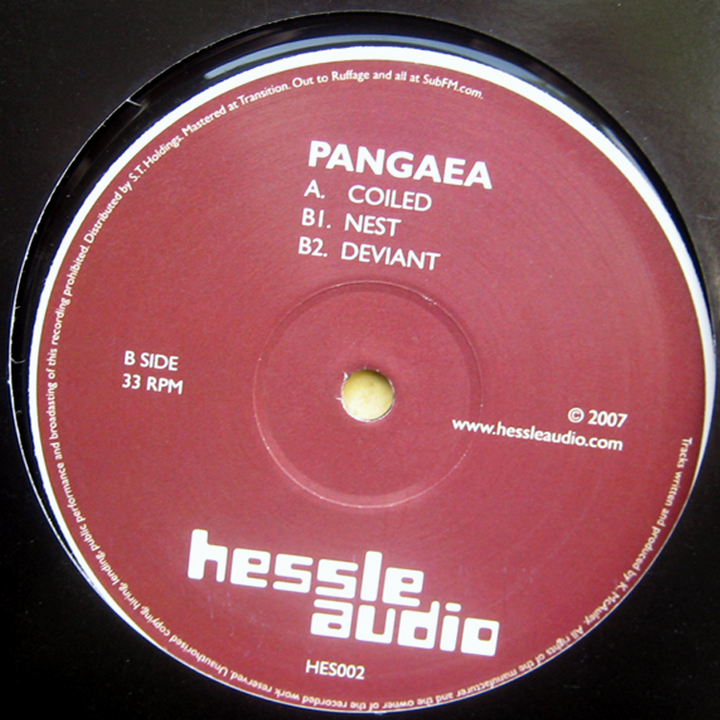 PANGAEA
A. COILED
B1. NEST
B2. DEVIANT
B SIDE
33 RPM
© 2007
www.hessleaudio.com
hessle
audio
HES002
Tracks written and produced by K. McAuley. All rights of the manufacturer and of the owner of the recorded work reserved. Unauthorised copying, hiring, lending, public performance and broadasting of this recording prohibited. Distributed by S.T. Holdings. Mastered at Transition. Out to Ruffage and all at SubFM.com.